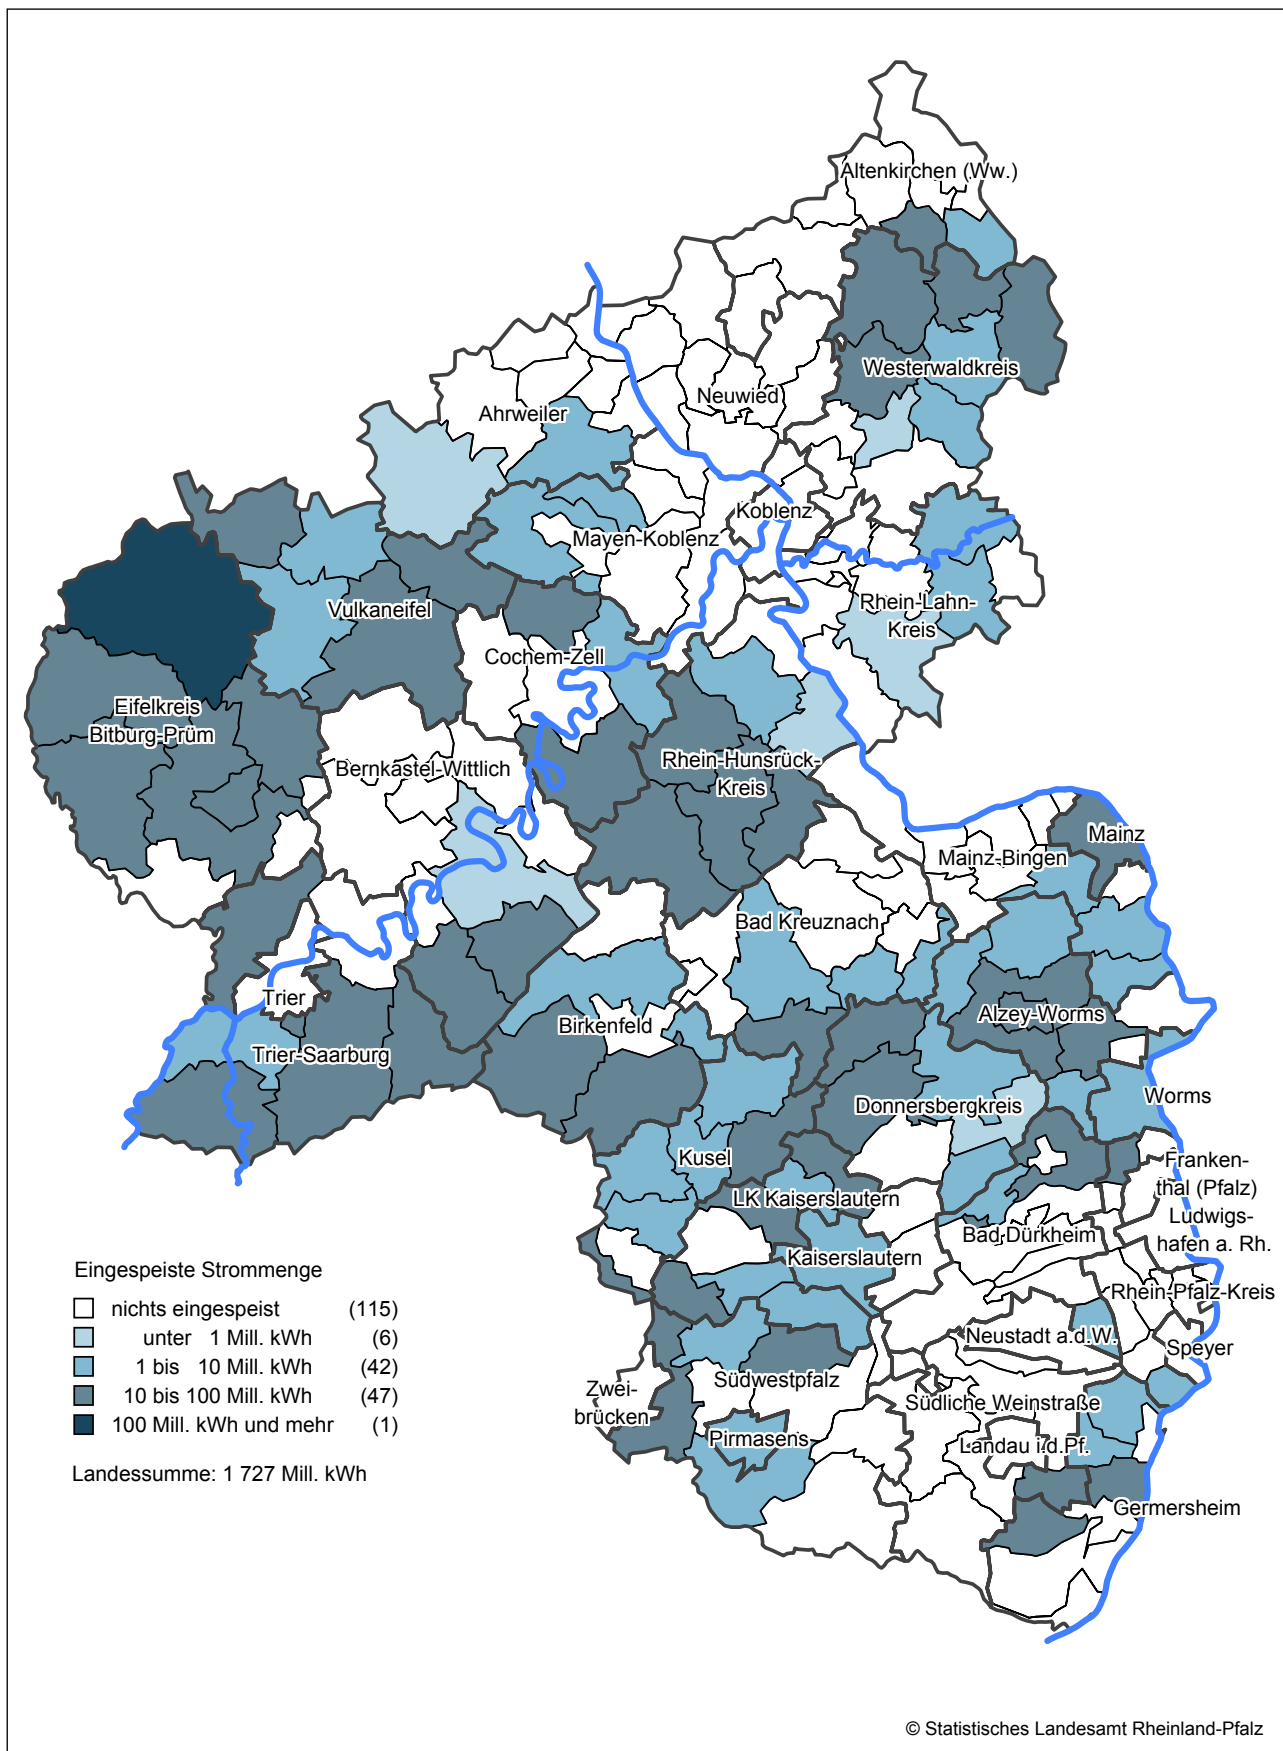 Altenkirchen (Ww.)
Westerwaldkreis
Neuwied
Ahrweiler
Koblenz
Mayen-Koblenz
Rhein-Lahn-
Kreis
Vulkaneifel
Cochem-Zell
Eifelkreis
Bitburg-Prüm
Rhein-Hunsrück-
Kreis
Bernkastel-Wittlich
Mainz
Mainz-Bingen
Bad Kreuznach
Trier
Birkenfeld
Alzey-Worms
Trier-Saarburg
Donnersbergkreis
Worms
Kusel
Franken-
thal (Pfalz)
LK Kaiserslautern
Ludwigs-
hafen a. Rh.
Bad Dürkheim
Kaiserslautern
Rhein-Pfalz-Kreis
Neustadt a.d.W.
Speyer
Südwestpfalz
Zwei-
brücken
Südliche Weinstraße
Pirmasens
Landau i.d.Pf.
Germersheim
Eingespeiste Strommenge
nichts eingespeist (115)
unter 1 Mill. kWh (6)
1 bis 10 Mill. kWh (42)
10 bis 100 Mill. kWh (47)
100 Mill. kWh und mehr (1)
Landessumme: 1 727 Mill. kWh
© Statistisches Landesamt Rheinland-Pfalz